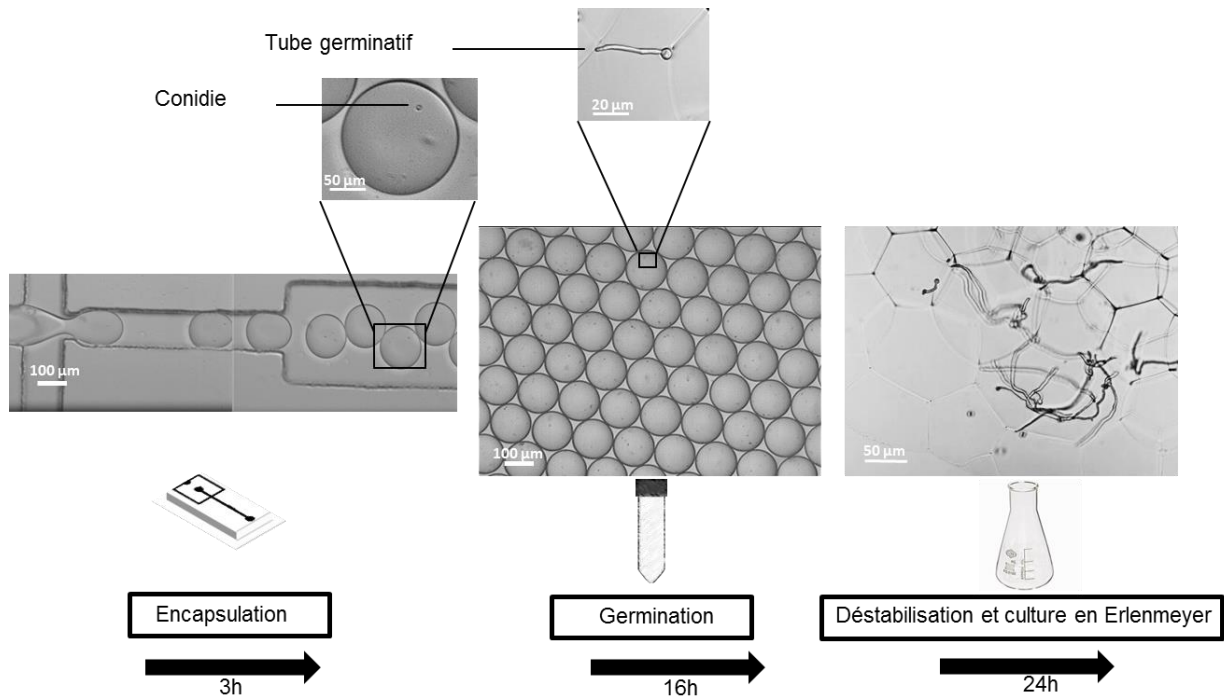 Tube germinatif
Conidie
20 µm
50 µm
100 µm
100 µm
50 µm
Encapsulation
Germination
Déstabilisation et culture en Erlenmeyer
3h
16h
24h